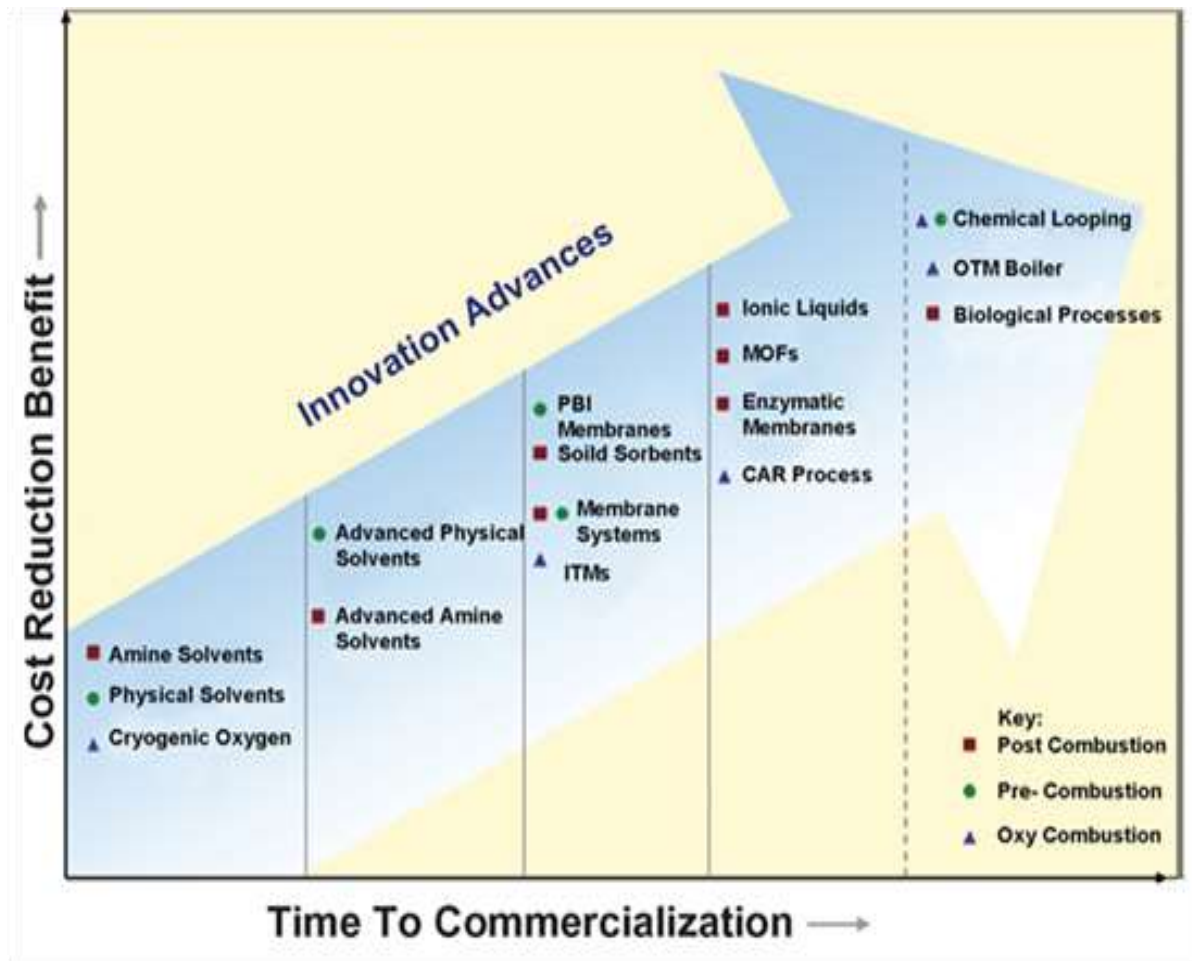 Cost Reduction Benefit
Innovation Advances
Amine Solvents
Physical Solvents
Cryogenic Oxygen
Advanced Physical
Solvents
Advanced Amine
Solvents
PBI
Membranes
Soild Sorbents
Membrane
Systems
ITMs
Ionic Liquids
MOFs
Enzymatic
Membranes
CAR Process
Chemical Looping
OTM Boiler
Biological Processes
Key:
Post Combustion
Pre- Combustion
Oxy Combustion
Time To Commercialization